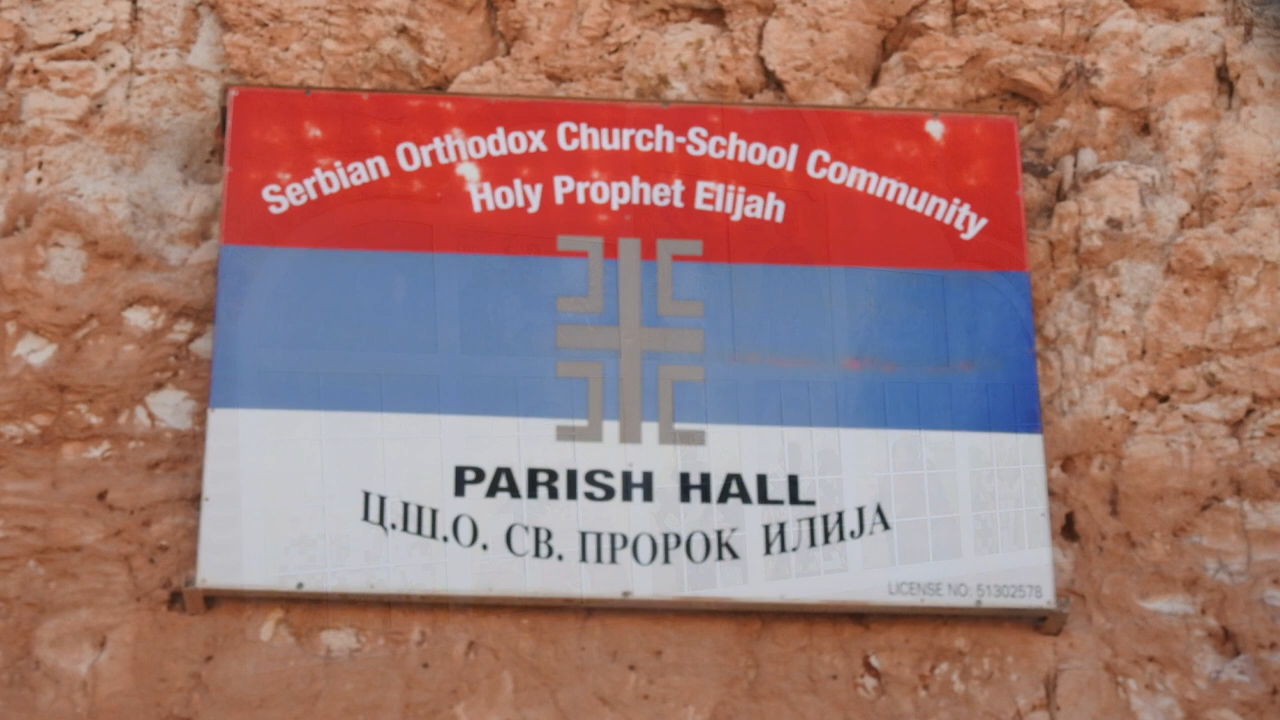 Serbian Orthodox Church-School Community
Holy Prophet Elijah
PARISH HALL
Ц.Ш.О. СВ. ПРОРОК ИЛИЈА
LICENSE NO: 51302578